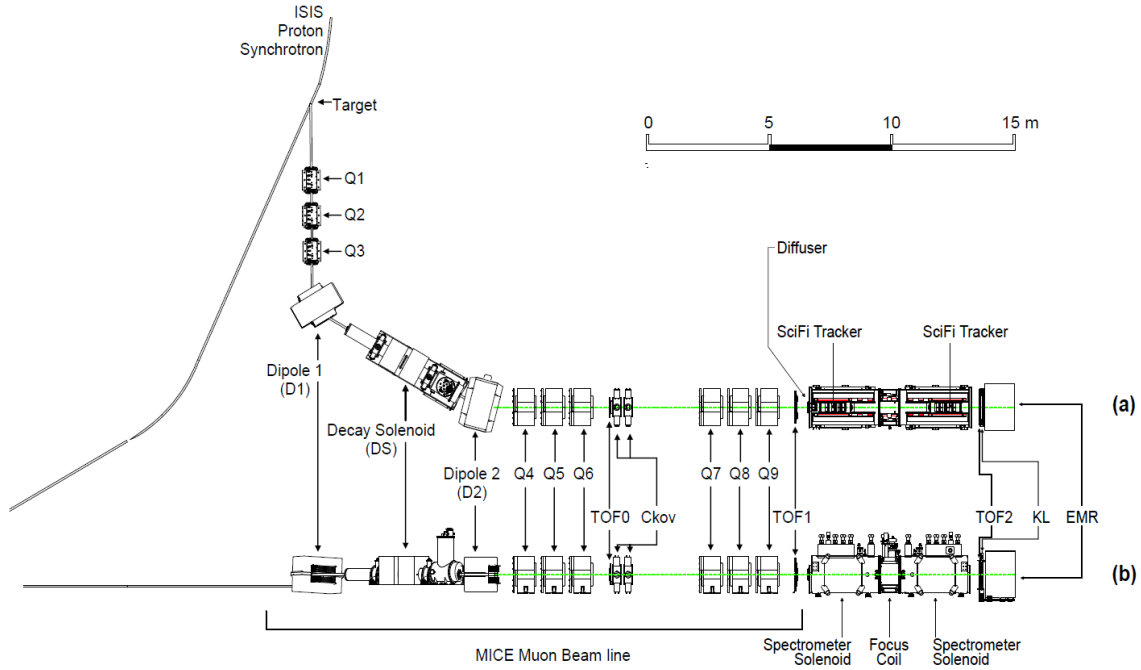 ISIS
Proton
Synchrotron
Target
0 5 10 15 m
Q1
Q2
Q3
Diffuser
SciFi Tracker SciFi Tracker
Dipole 1
(D1)
(a)
Decay Solenoid
(DS)
Dipole 2
(D2)
Q4 Q5 Q6 Q7 Q8 Q9
TOF0 Ckov TOF1 TOF2 KL EMR
(b)
Spectrometer
Solenoid
Focus
Coil
Spectrometer
Solenoid
MICE Muon Beam line